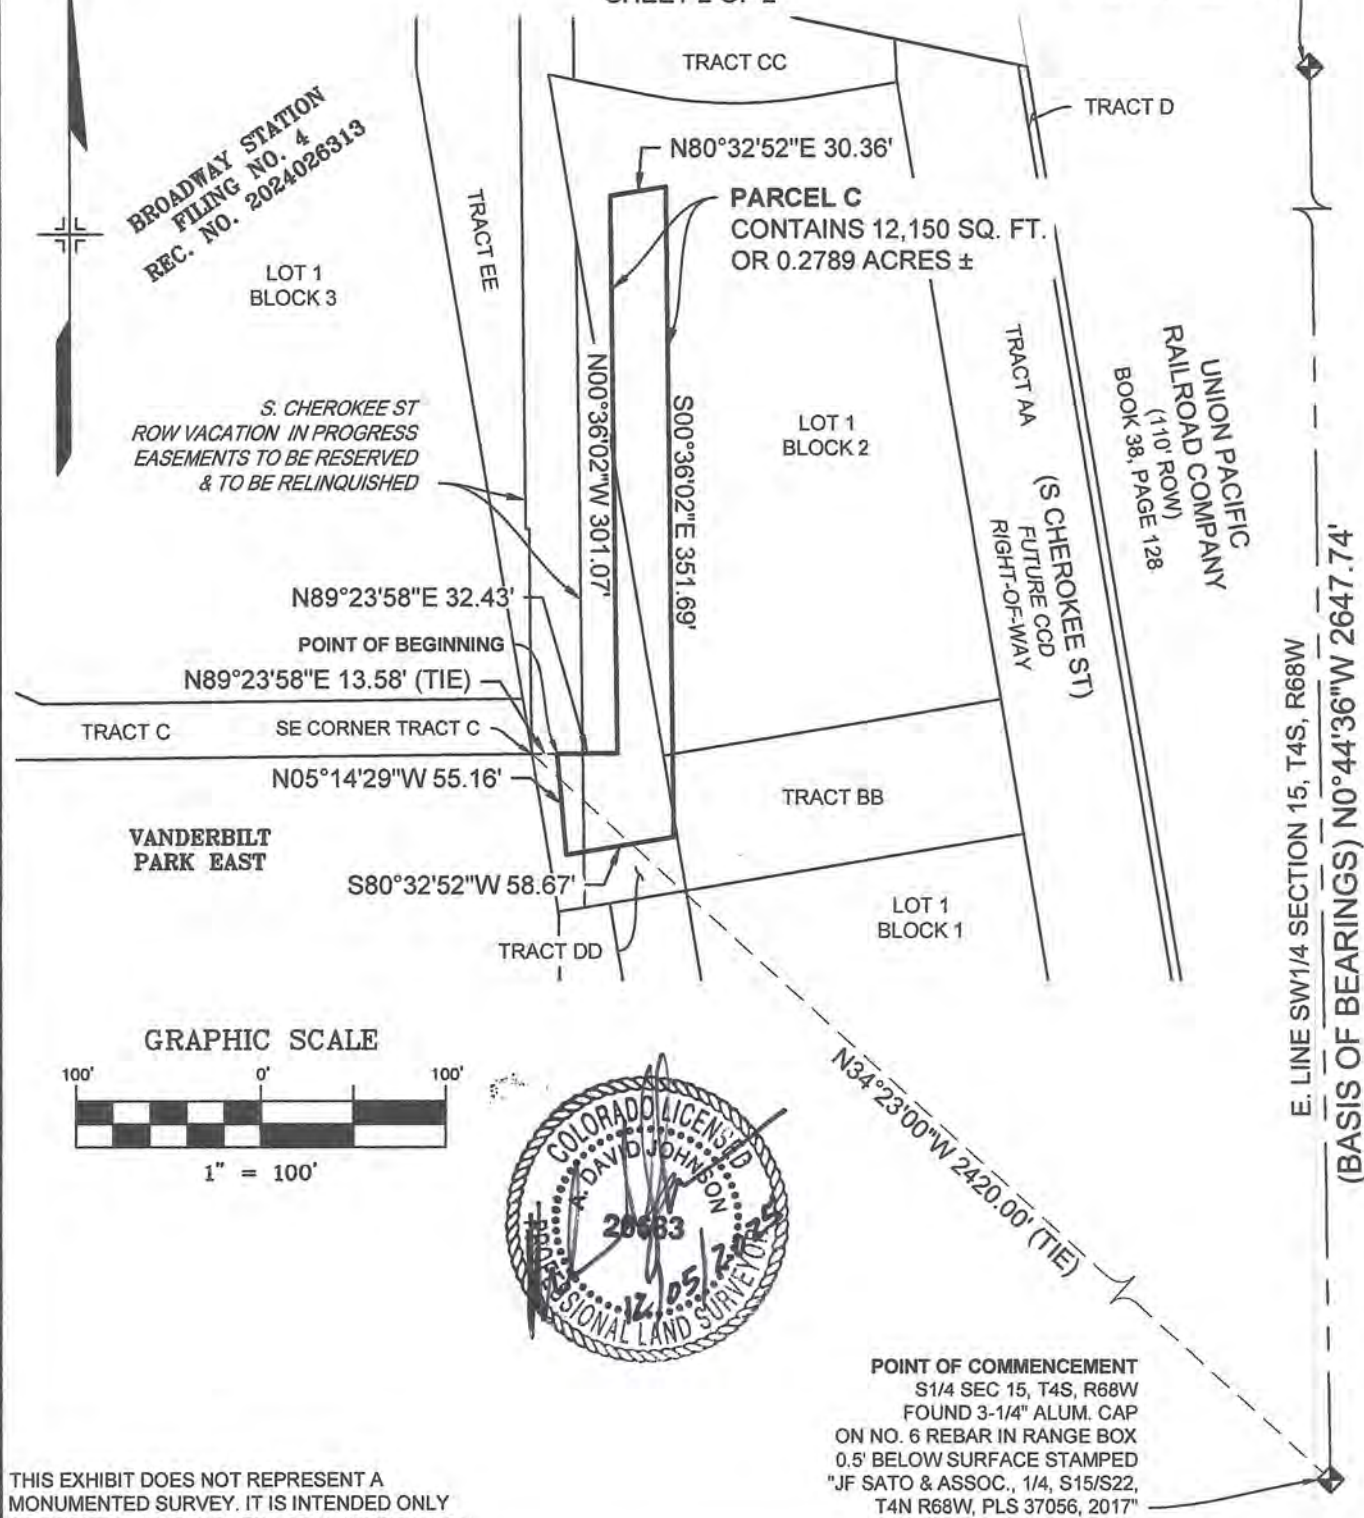 TRACT CC
TRACT D
BROADWAY STATION
FILING NO. 4
REC. NO. 2024026313
N80°32'52"E 30.36'
PARCEL C
CONTAINS 12,150 SQ. FT.
OR 0.2789 ACRES ±
TRACT EE
LOT 1
BLOCK 3
S. CHEROKEE ST
ROW VACATION IN PROGRESS
EASEMENTS TO BE RESERVED
& TO BE RELINQUISHED
N00°36'02"W 301.07'
S00°36'02"E 351.69'
LOT 1
BLOCK 2
TRACT AA
(S CHEROKEE ST)
FUTURE CCD
RIGHT-OF-WAY
UNION PACIFIC
RAILROAD COMPANY
(110' ROW)
BOOK 38, PAGE 128
N89°23'58"E 32.43'
POINT OF BEGINNING
N89°23'58"E 13.58' (TIE)
TRACT C
SE CORNER TRACT C
N05°14'29"W 55.16'
TRACT BB
VANDERBILT
PARK EAST
S80°32'52"W 58.67'
LOT 1
BLOCK 1
TRACT DD
E. LINE SW1/4 SECTION 15, T4S, R68W
(BASIS OF BEARINGS) N0°44'36"W 2647.74'
GRAPHIC SCALE
100' 0' 100'
1" = 100'
COLORADO LICENSED
A. DAVID JOHNSON
12.05.2025
PROFESSIONAL LAND SURVEYOR
N34°23'00"W 2420.00' (TIE)
POINT OF COMMENCEMENT
S1/4 SEC 15, T4S, R68W
FOUND 3-1/4" ALUM. CAP
ON NO. 6 REBAR IN RANGE BOX
0.5' BELOW SURFACE STAMPED
"JF SATO & ASSOC., 1/4, S15/S22,
T4N R68W, PLS 37056, 2017"
THIS EXHIBIT DOES NOT REPRESENT A
MONUMENTED SURVEY. IT IS INTENDED ONLY